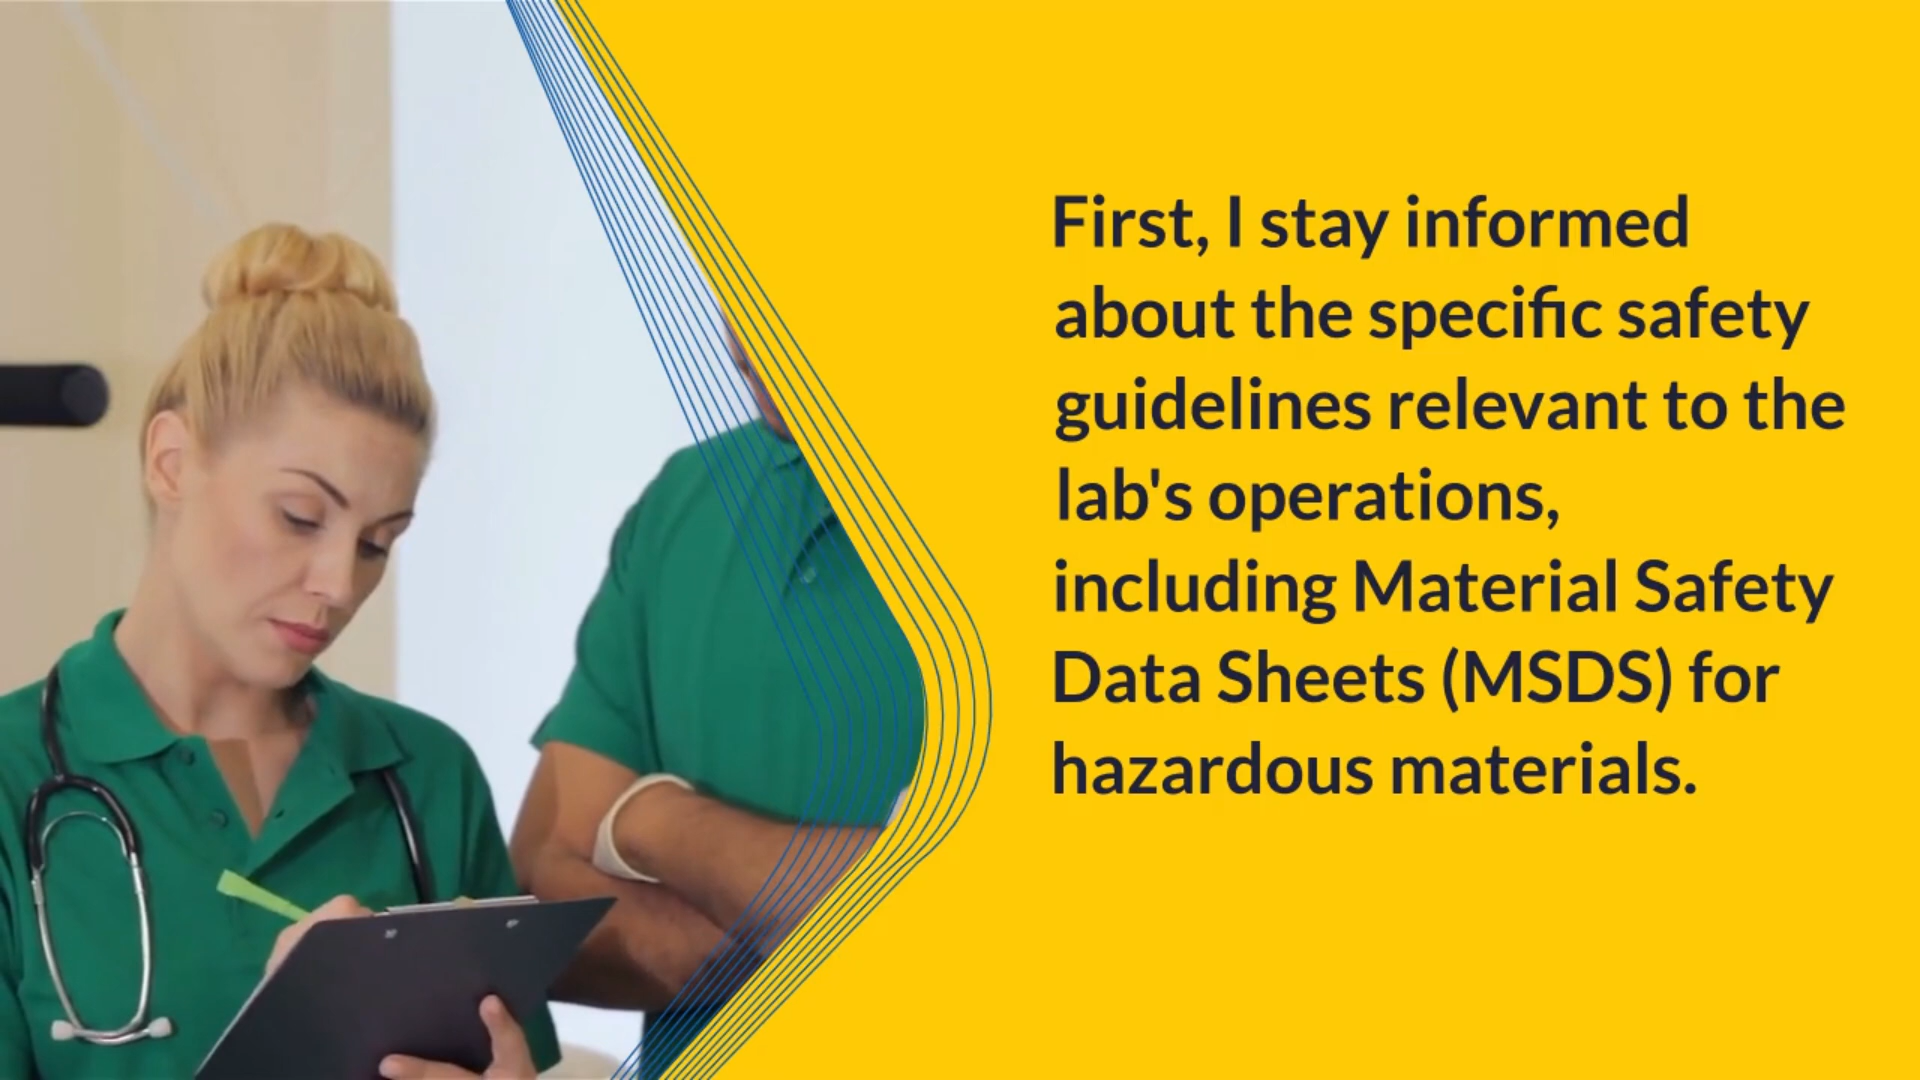 First, I stay informed
about the specific safety
guidelines relevant to the
lab's operations,
including Material Safety
Data Sheets (MSDS) for
hazardous materials.